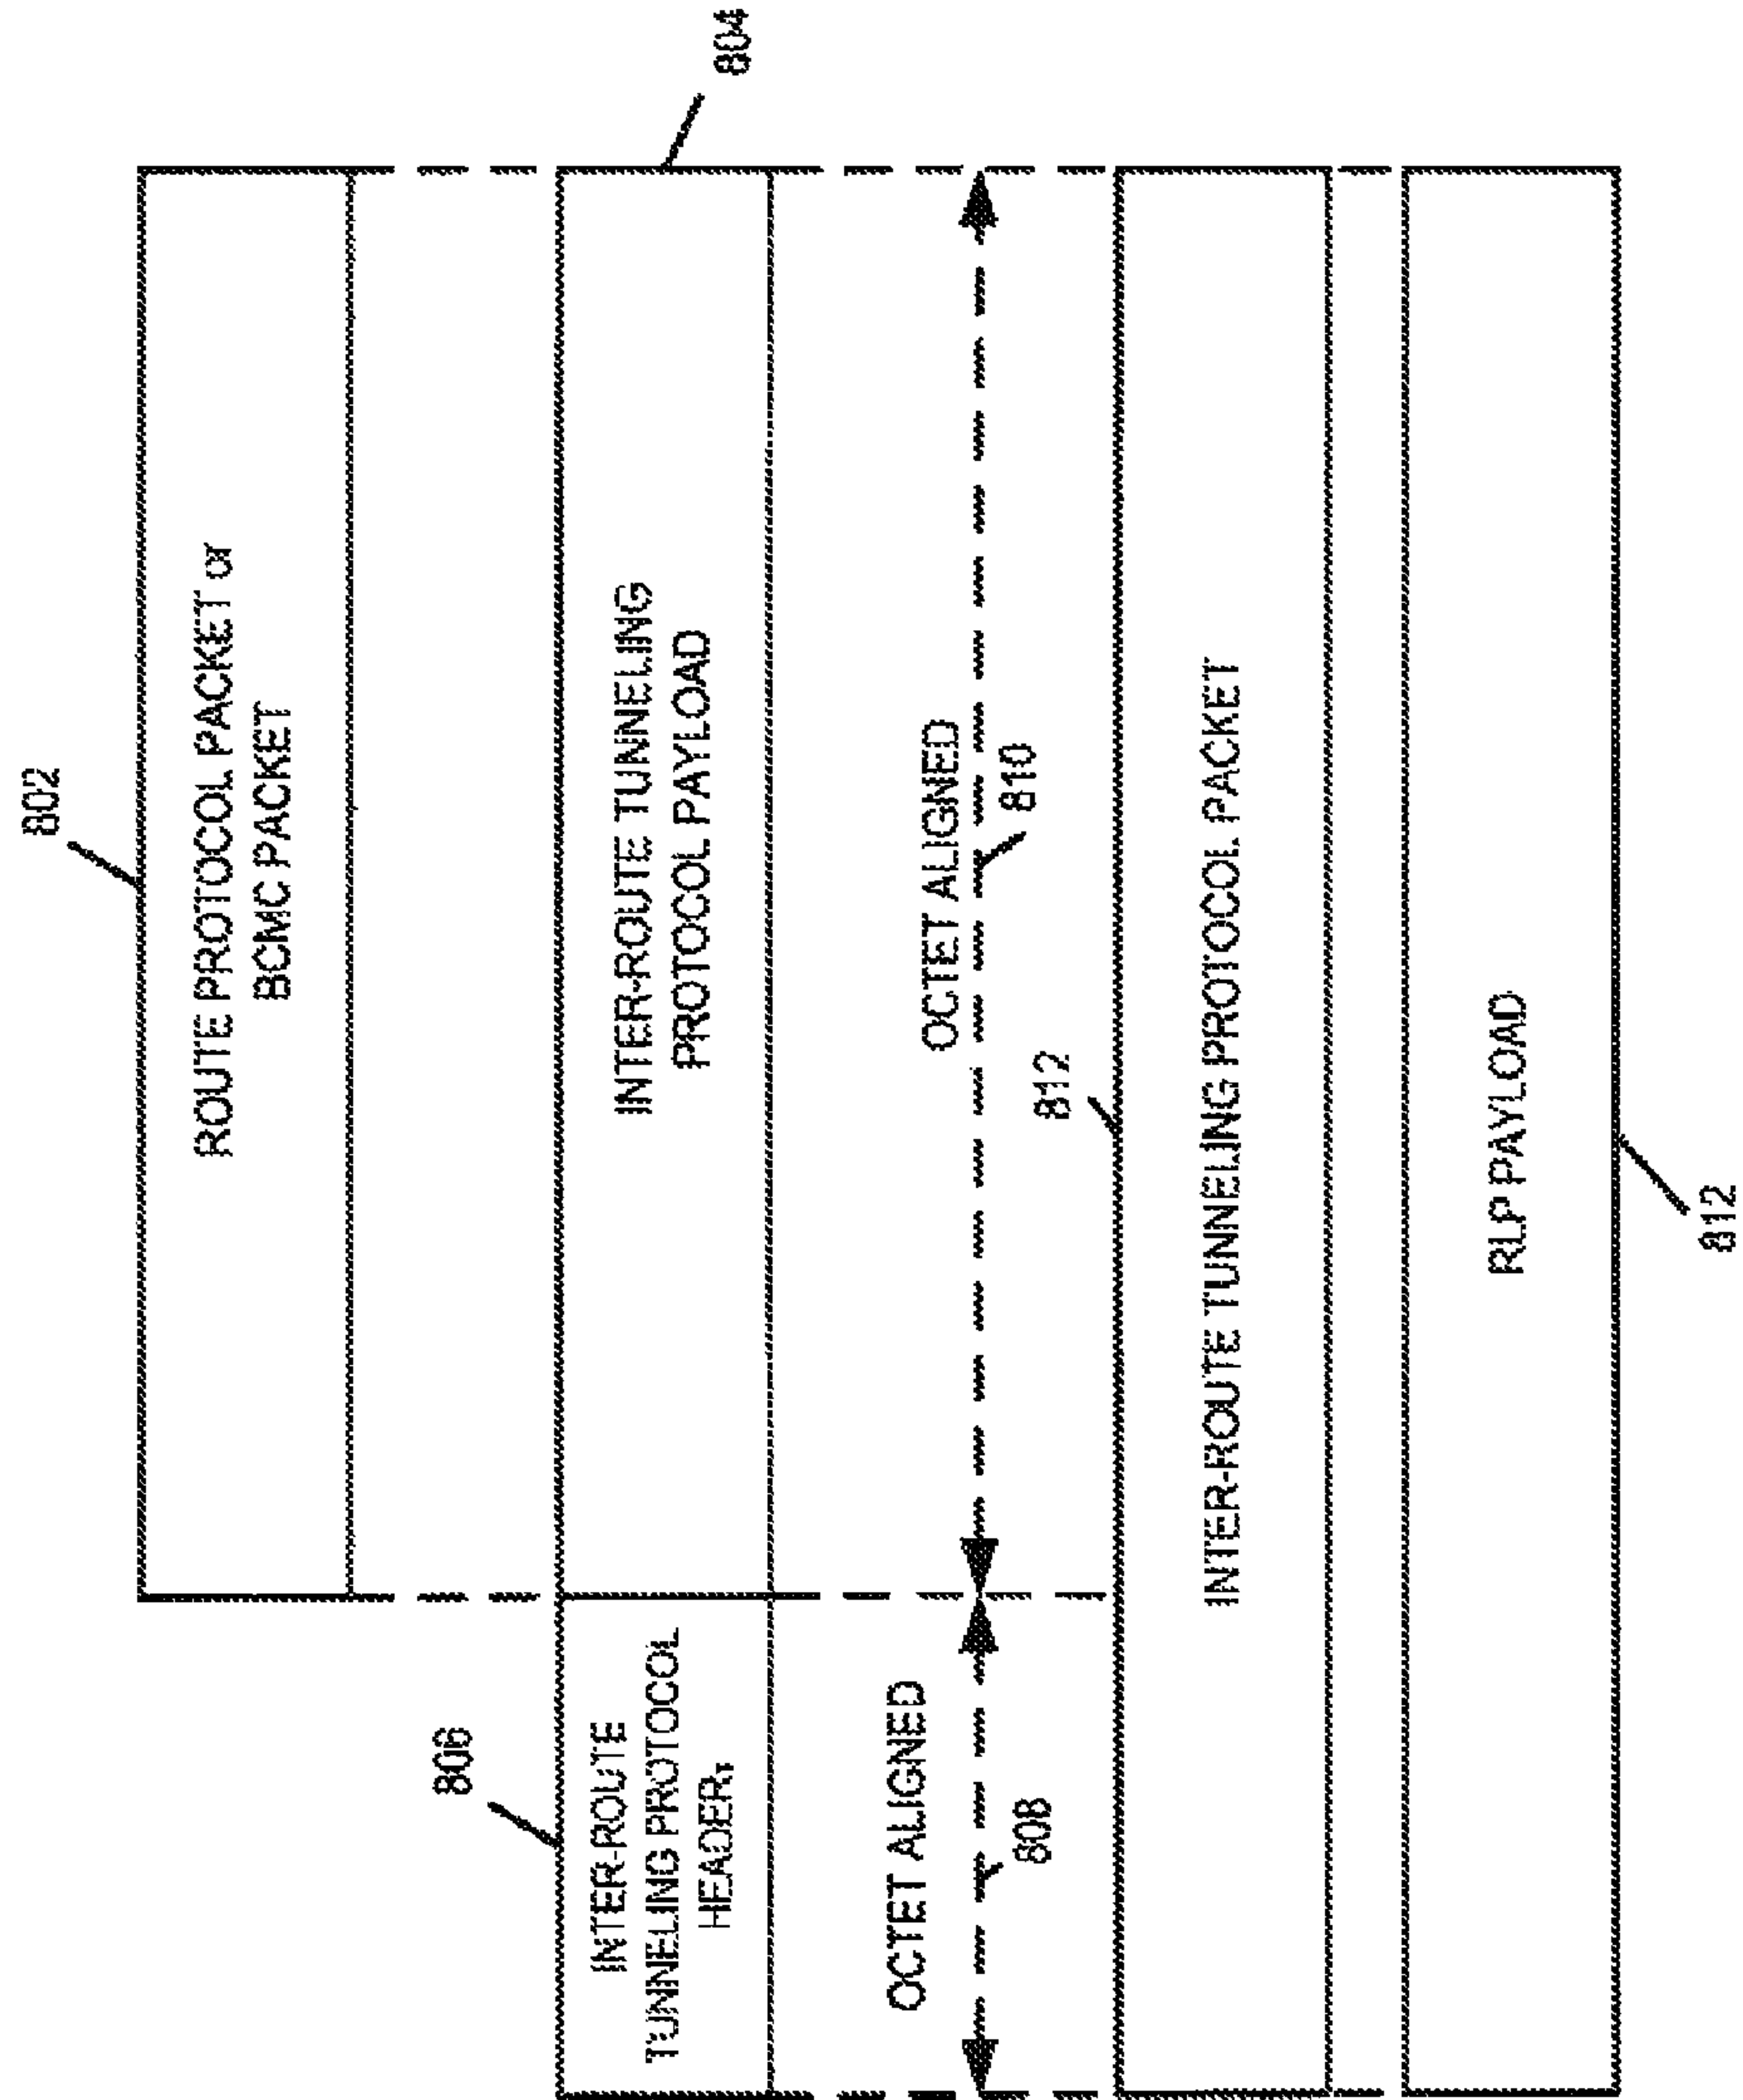 802
ROUTE PROTOCOL PACKET or
BCMC PACKET
804
806
INTER-ROUTE
TUNNELING PROTOCOL
HEADER,
INTER-ROUTE TUNNELING
PROTOCOL PAYLOAD
OCTET ALIGNED
808
OCTET ALIGNED
810
812
INTER-ROUTE TUNNELING PROTOCOL PACKET
RLP PAYLOAD
812